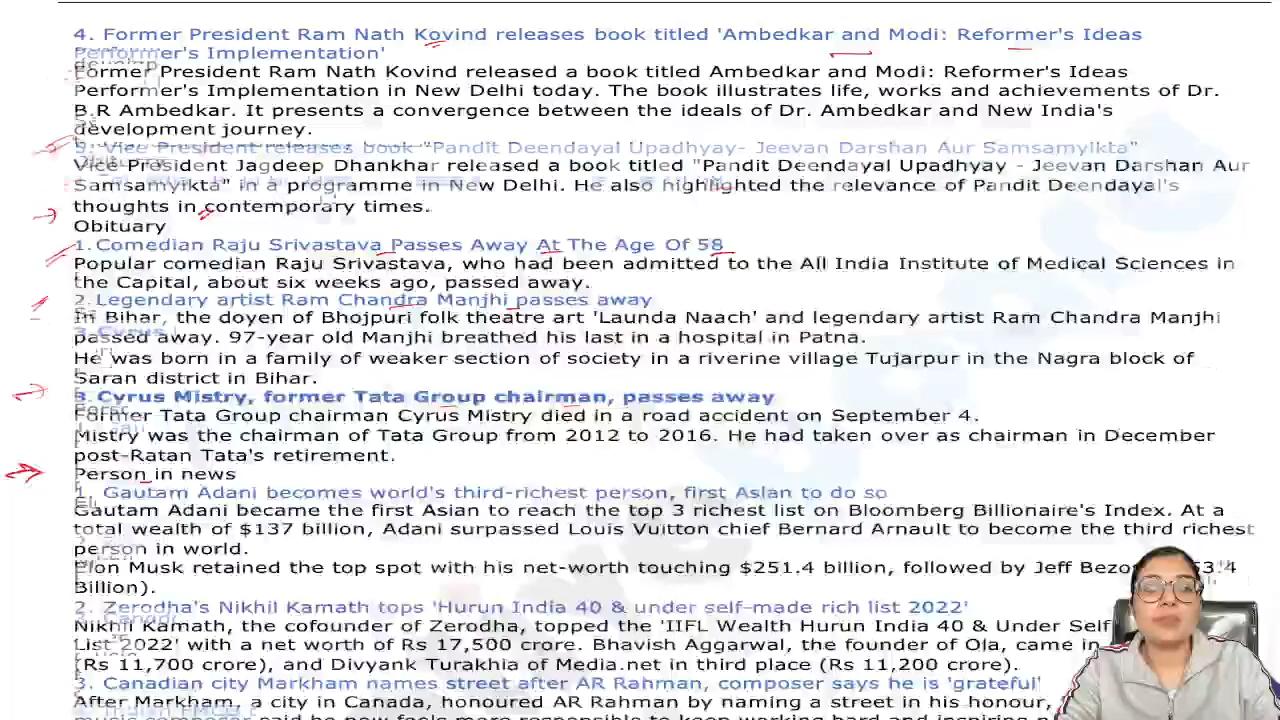 4. Former President Ram Nath Kovind releases book titled 'Ambedkar and Modi: Reformer's Ideas
Performer's Implementation'
Former President Ram Nath Kovind released a book titled Ambedkar and Modi: Reformer's Ideas
Performer's Implementation in New Delhi today. The book illustrates life, works and achievements of Dr.
B.R Ambedkar. It presents a convergence between the ideals of Dr. Ambedkar and New India's
development journey.
5. Vice President releases book "Pandit Deendayal Upadhyay- Jeevan Darshan Aur Samsamyikta"
Vice President Jagdeep Dhankhar released a book titled "Pandit Deendayal Upadhyay - Jeevan Darshan Aur
Samsamyikta" in a programme in New Delhi. He also highlighted the relevance of Pandit Deendayal's
thoughts in contemporary times.
Obituary
1. Comedian Raju Srivastava Passes Away At The Age Of 58
Popular comedian Raju Srivastava, who had been admitted to the All India Institute of Medical Sciences in
the Capital, about six weeks ago, passed away.
2. Legendary artist Ram Chandra Manjhi passes away
In Bihar, the doyen of Bhojpuri folk theatre art 'Launda Naach' and legendary artist Ram Chandra Manjhi
passed away. 97-year old Manjhi breathed his last in a hospital in Patna.
He was born in a family of weaker section of society in a riverine village Tujarpur in the Nagra block of
Saran district in Bihar.
3. Cyrus Mistry, former Tata Group chairman, passes away
Former Tata Group chairman Cyrus Mistry died in a road accident on September 4.
Mistry was the chairman of Tata Group from 2012 to 2016. He had taken over as chairman in December
post-Ratan Tata's retirement.
Person in news
1. Gautam Adani becomes world's third-richest person, first Asian to do so
Gautam Adani became the first Asian to reach the top 3 richest list on Bloomberg Billionaire's Index. At a
total wealth of $137 billion, Adani surpassed Louis Vuitton chief Bernard Arnault to become the third richest
person in world.
Elon Musk retained the top spot with his net-worth touching $251.4 billion, followed by Jeff
Billion).
2. Zerodha's Nikhil Kamath tops 'Hurun India 40 & under self-made rich list 2022'
Nikhil Kamath, the cofounder of Zerodha, topped the 'IIFL Wealth Hurun India 40 & Under Self
List 2022' with a net worth of Rs 17,500 crore. Bhavish Aggarwal, the founder of Ola, came in
(Rs 11,700 crore), and Divyank Turakhia of Media.net in third place (Rs 11,200 crore).
3. Canadian city Markham names street after AR Rahman, composer says he is 'grateful'
After Markham, a city in Canada, honoured AR Rahman by naming a street in his honour,